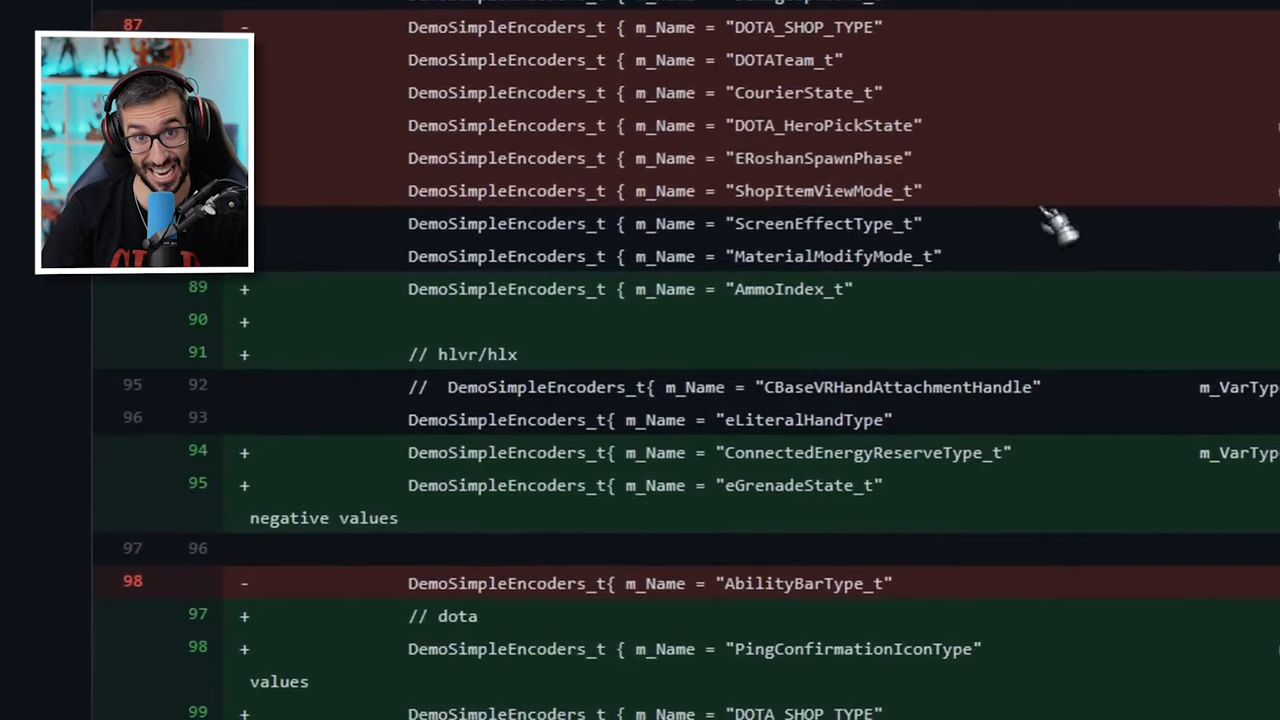 87 - DemoSimpleEncoders_t { m_Name = "DOTA_SHOP_TYPE"
DemoSimpleEncoders_t { m_Name = "DOTATeam_t"
DemoSimpleEncoders_t { m_Name = "CourierState_t"
DemoSimpleEncoders_t { m_Name = "DOTA_HeroPickState"
DemoSimpleEncoders_t { m_Name = "ERoshanSpawnPhase"
DemoSimpleEncoders_t { m_Name = "ShopItemViewMode_t"
DemoSimpleEncoders_t { m_Name = "ScreenEffectType_t"
DemoSimpleEncoders_t { m_Name = "MaterialModifyMode_t"
89 + DemoSimpleEncoders_t { m_Name = "AmmoIndex_t"
90 +
91 + // hlvr/hlx
95 92 // DemoSimpleEncoders_t{ m_Name = "CBaseVRHandAttachmentHandle" m_VarTyp
96 93 DemoSimpleEncoders_t{ m_Name = "eLiteralHandType"
94 + DemoSimpleEncoders_t{ m_Name = "ConnectedEnergyReserveType_t" m_VarTyp
95 + DemoSimpleEncoders_t{ m_Name = "eGrenadeState_t"
negative values
97 96
98 - DemoSimpleEncoders_t{ m_Name = "AbilityBarType_t"
97 + // dota
98 + DemoSimpleEncoders_t { m_Name = "PingConfirmationIconType"
values
99 + DemoSimpleEncoders_t { m_Name = "DOTA_SHOP_TYPE"